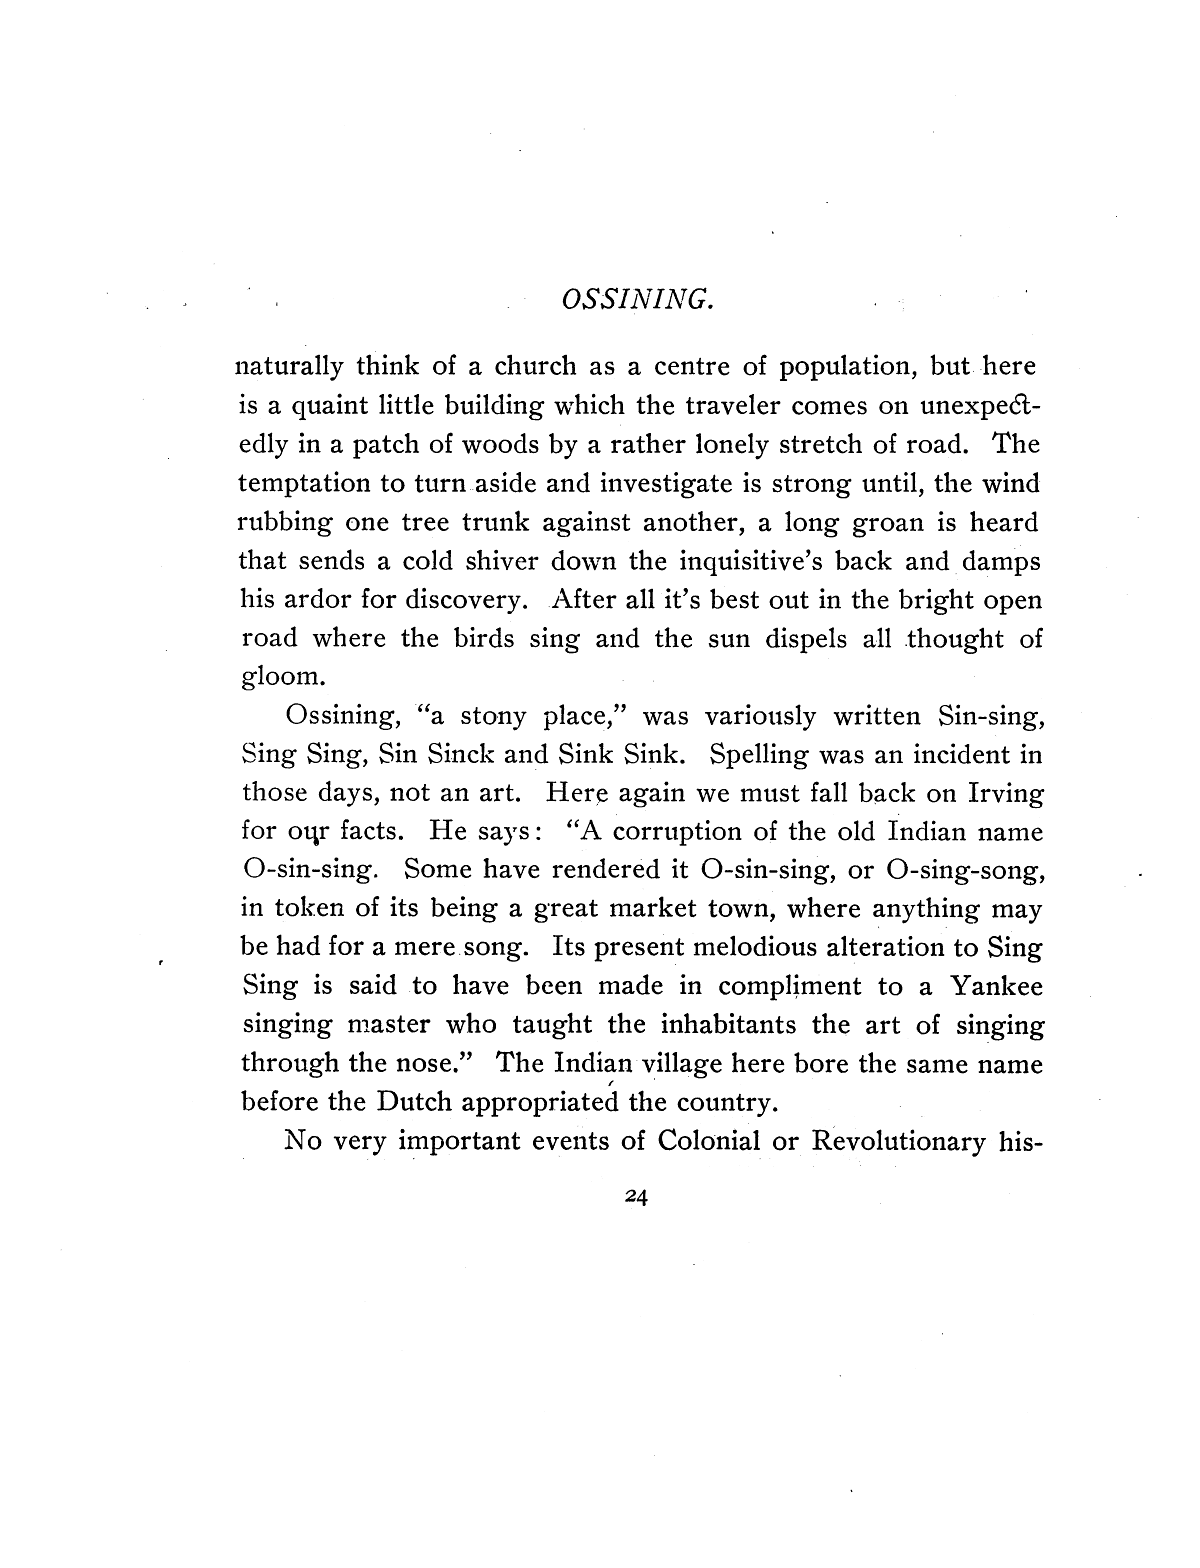 OSSINING.
naturally think of a church as a centre of population, but here
is a quaint little building which the traveler comes on unexpect-
edly in a patch of woods by a rather lonely stretch of road. The
temptation to turn aside and investigate is strong until, the wind
rubbing one tree trunk against another, a long groan is heard
that sends a cold shiver down the inquisitive's back and damps
his ardor for discovery. After all it's best out in the bright open
road where the birds sing and the sun dispels all thought of
gloom.
Ossining, “a stony place,” was variously written Sin-sing,
Sing Sing, Sin Sinck and Sink Sink. Spelling was an incident in
those days, not an art. Here again we must fall back on Irving
for our facts. He says: “A corruption of the old Indian name
O-sin-sing. Some have rendered it O-sin-sing, or O-sing-song,
in token of its being a great market town, where anything may
be had for a mere song. Its present melodious alteration to Sing
Sing is said to have been made in compliment to a Yankee
singing master who taught the inhabitants the art of singing
through the nose.” The Indian village here bore the same name
before the Dutch appropriated the country.
No very important events of Colonial or Revolutionary his-
24